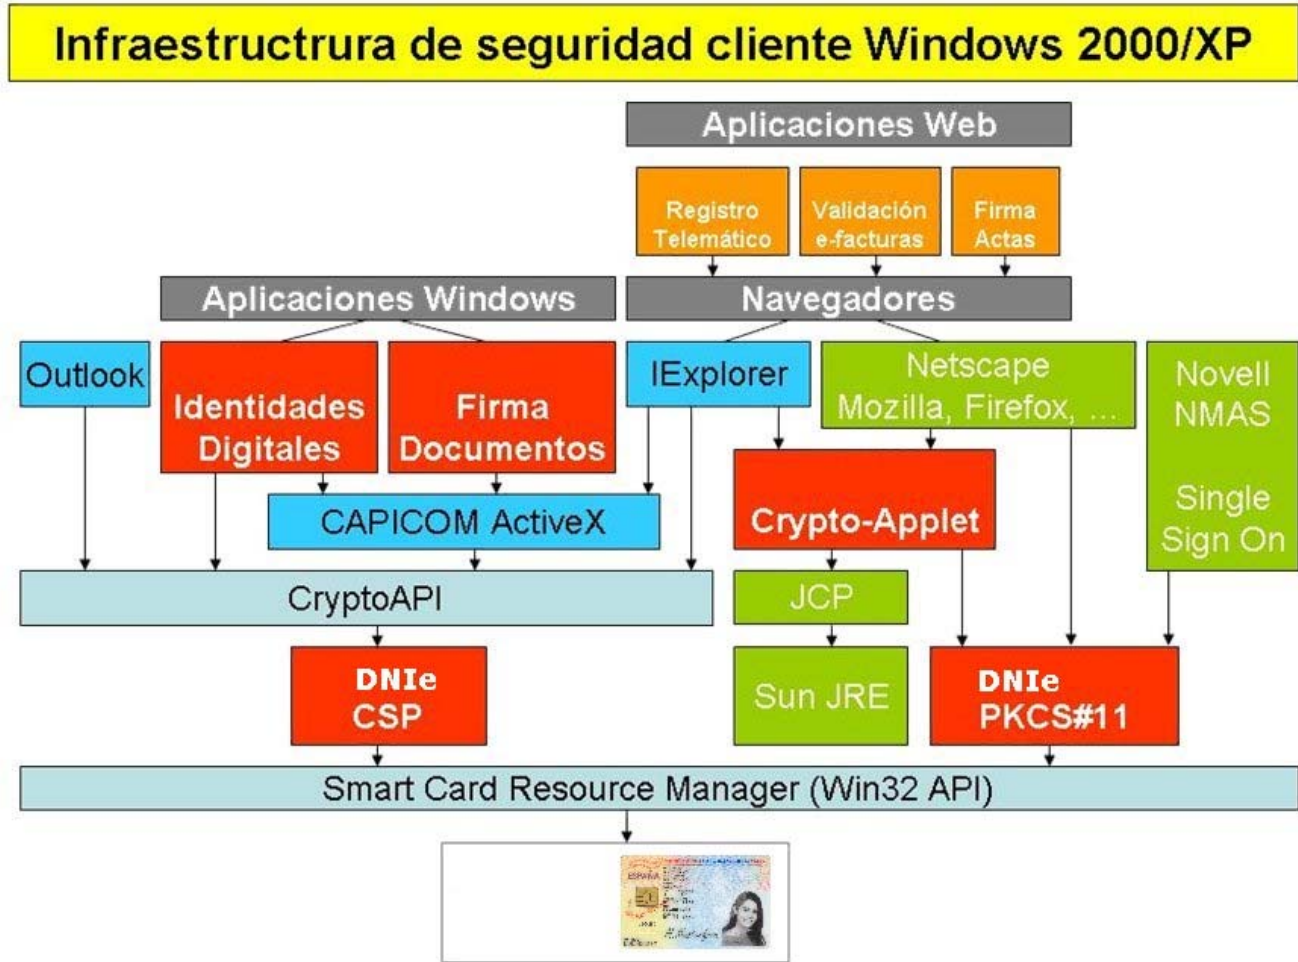 Infraestructrura de seguridad cliente Windows 2000/XP
Aplicaciones Web
Registro
Telemático
Validación
e-facturas
Firma
Actas
Aplicaciones Windows
Navegadores
Outlook
Identidades
Digitales
Firma
Documentos
IExplorer
Netscape
Mozilla, Firefox, ...
Novell
NMAS
Single
Sign On
CAPICOM ActiveX
Crypto-Applet
CryptoAPI
JCP
DNIe
CSP
Sun JRE
DNIe
PKCS#11
Smart Card Resource Manager (Win32 API)
ESPAÑA